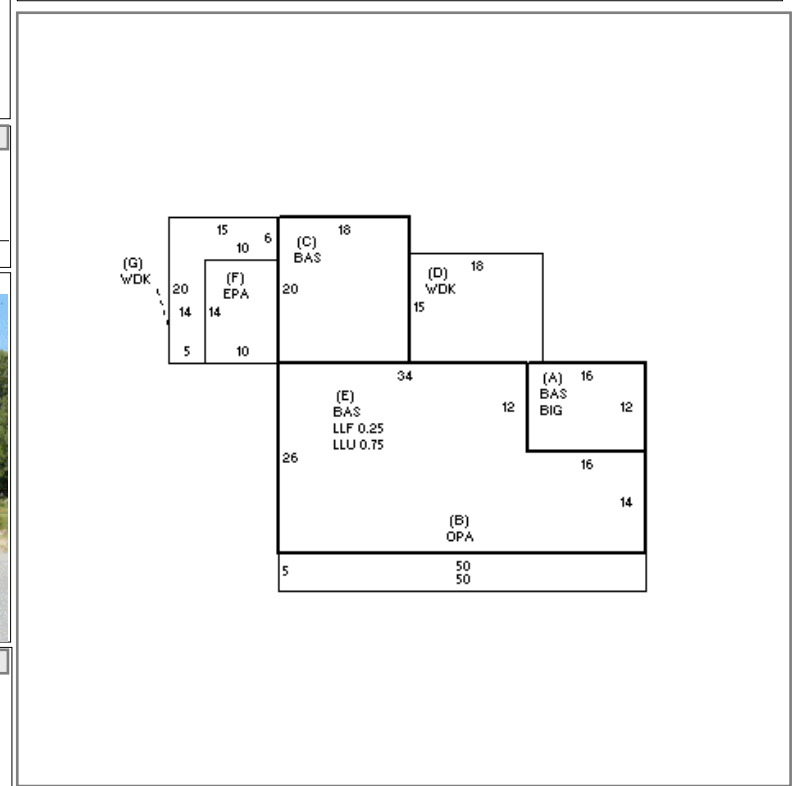 15
10
6
(G)
WDK
20
14
5
(F)
EPA
14
10
18
(C)
BAS
20
18
(D)
WDK
15
34
(E)
BAS
LLF 0.25
LLU 0.75
26
12
(A)
BAS
BIG
16
12
16
14
(B)
OPA
5
50
50